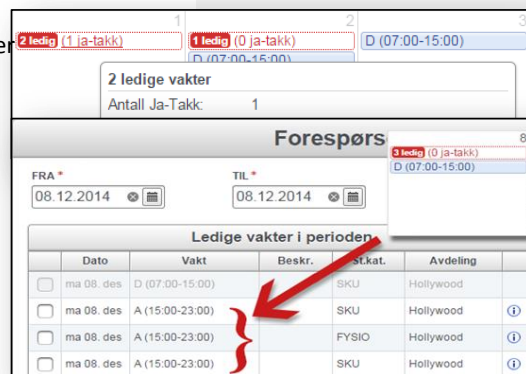 1 2 3
er 2 ledig (1 ja-takk) 1 ledig (0 ja-takk) D (07:00-15:00)
D (07:00-15:00)
2 ledige vakter
Antall Ja-Takk: 1
Forespørs 8
3 ledig (0 ja-takk)
D (07:00-15:00)
FRA * TIL *
08.12.2014 08.12.2014
Ledige vakter i perioden
Dato Vakt Beskr. St.kat. Avdeling
ma 08. des D (07:00-15:00) SKU Hollywood
ma 08. des A (15:00-23:00) SKU Hollywood
ma 08. des A (15:00-23:00) FYSIO Hollywood
ma 08. des A (15:00-23:00) SKU Hollywood